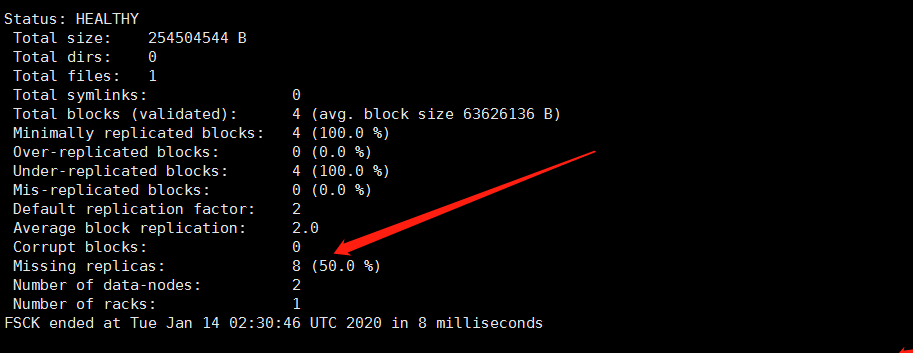 Status: HEALTHY
Total size: 254504544 B
Total dirs: 0
Total files: 1
Total symlinks: 0
Total blocks (validated): 4 (avg. block size 63626136 B)
Minimally replicated blocks: 4 (100.0 %)
Over-replicated blocks: 0 (0.0 %)
Under-replicated blocks: 4 (100.0 %)
Mis-replicated blocks: 0 (0.0 %)
Default replication factor: 2
Average block replication: 2.0
Corrupt blocks: 0
Missing replicas: 8 (50.0 %)
Number of data-nodes: 2
Number of racks: 1
FSCK ended at Tue Jan 14 02:30:46 UTC 2020 in 8 milliseconds